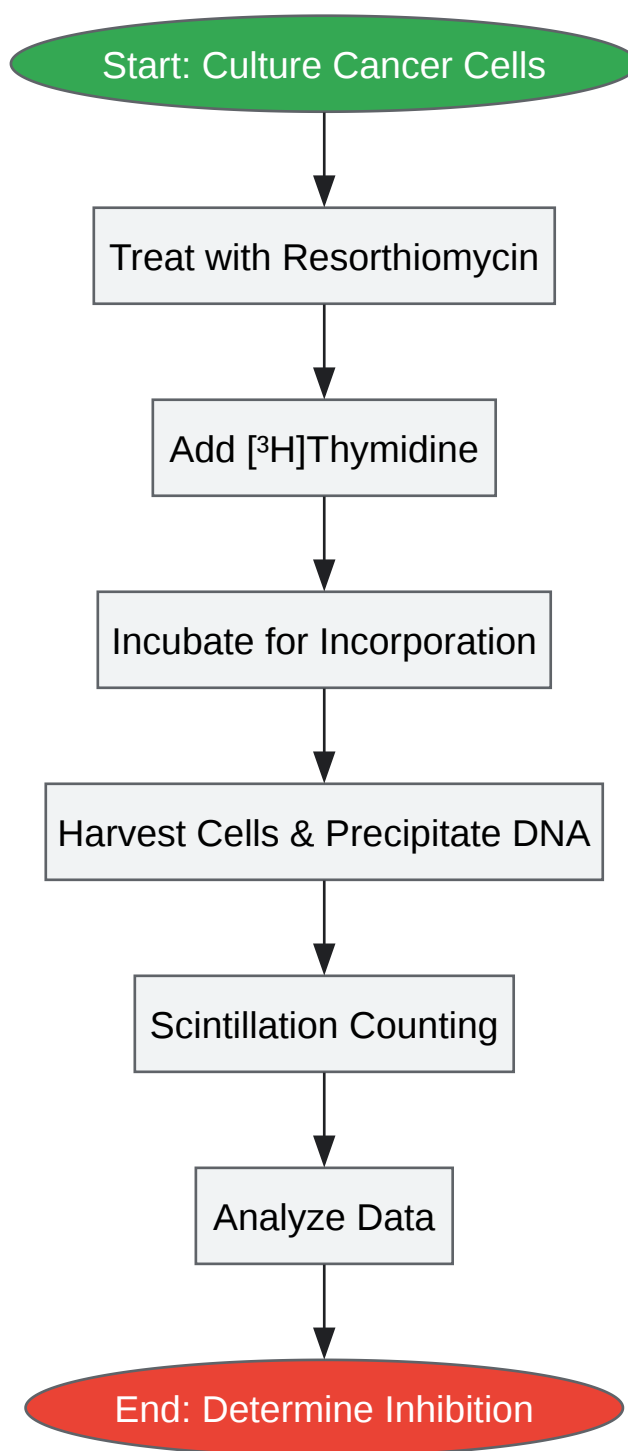 Start: Culture Cancer Cells
Treat with Resorthiomycin
Add [³H]Thymidine
Incubate for Incorporation
Harvest Cells & Precipitate DNA
Scintillation Counting
Analyze Data
End: Determine Inhibition